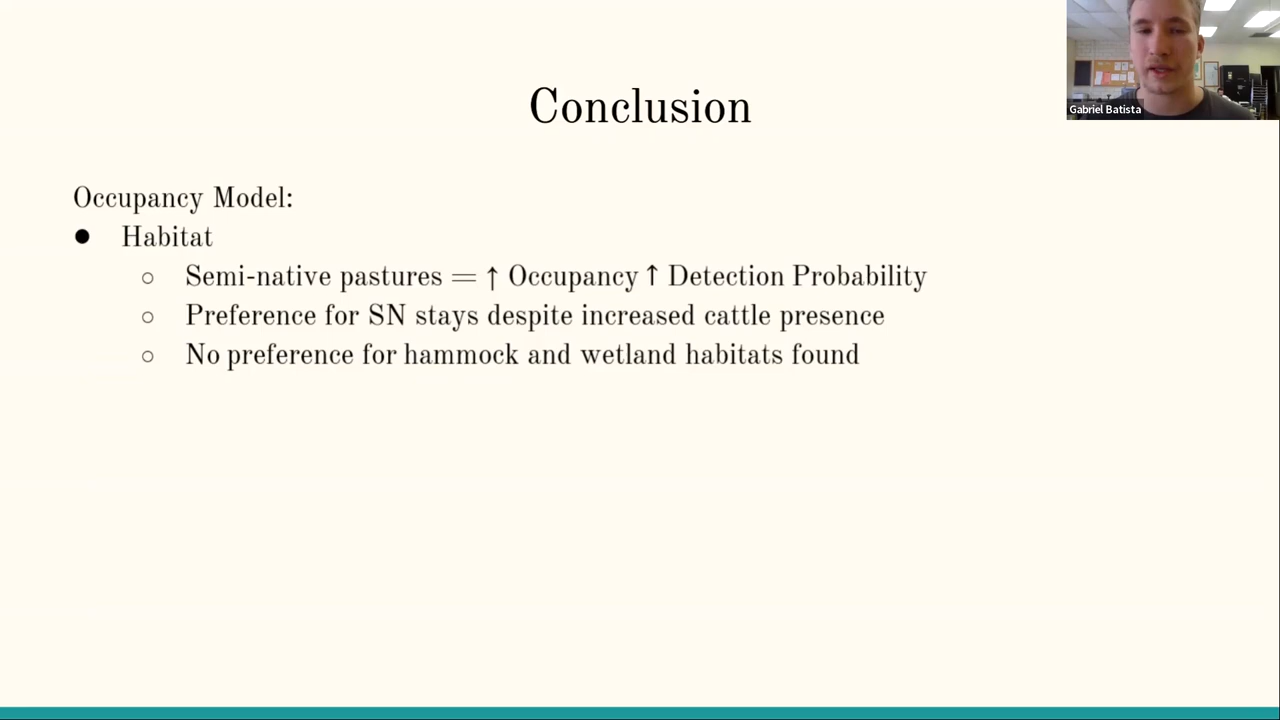 Conclusion
Gabriel Batista
Occupancy Model:
● Habitat
○ Semi-native pastures = ↑ Occupancy ↑ Detection Probability
○ Preference for SN stays despite increased cattle presence
○ No preference for hammock and wetland habitats found